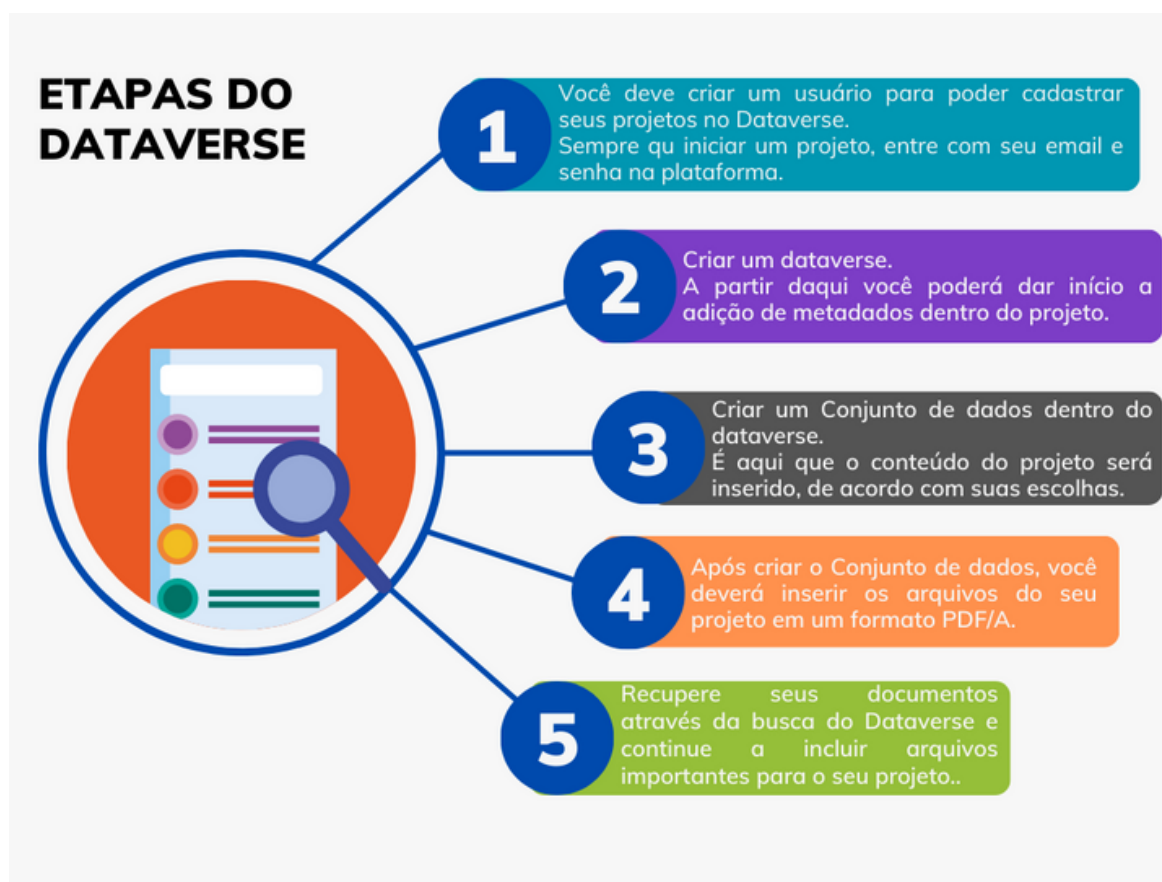 ETAPAS DO
DATAVERSE
1
Você deve criar um usuário para poder cadastrar
seus projetos no Dataverse.
Sempre qu iniciar um projeto, entre com seu email e
senha na plataforma.
2
Criar um dataverse.
A partir daqui você poderá dar início a
adição de metadados dentro do projeto.
3
Criar um Conjunto de dados dentro do
dataverse.
É aqui que o conteúdo do projeto será
inserido, de acordo com suas escolhas.
4
Após criar o Conjunto de dados, você
deverá inserir os arquivos do seu
projeto em um formato PDF/A.
5
Recupere seus documentos
através da busca do Dataverse e
continue a incluir arquivos
importantes para o seu projeto..